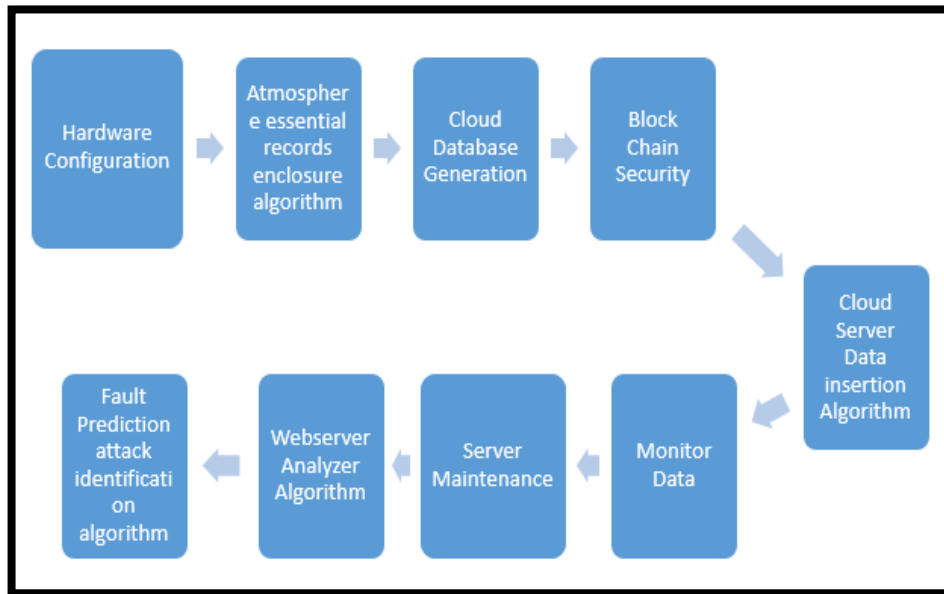 Hardware
Configuration
Atmospher
e essential
records
enclosure
algorithm
Cloud
Database
Generation
Block
Chain
Security
Cloud
Server
Data
insertion
Algorithm
Monitor
Data
Server
Maintenance
Webserver
Analyzer
Algorithm
Fault
Prediction
attack
identificati
on
algorithm